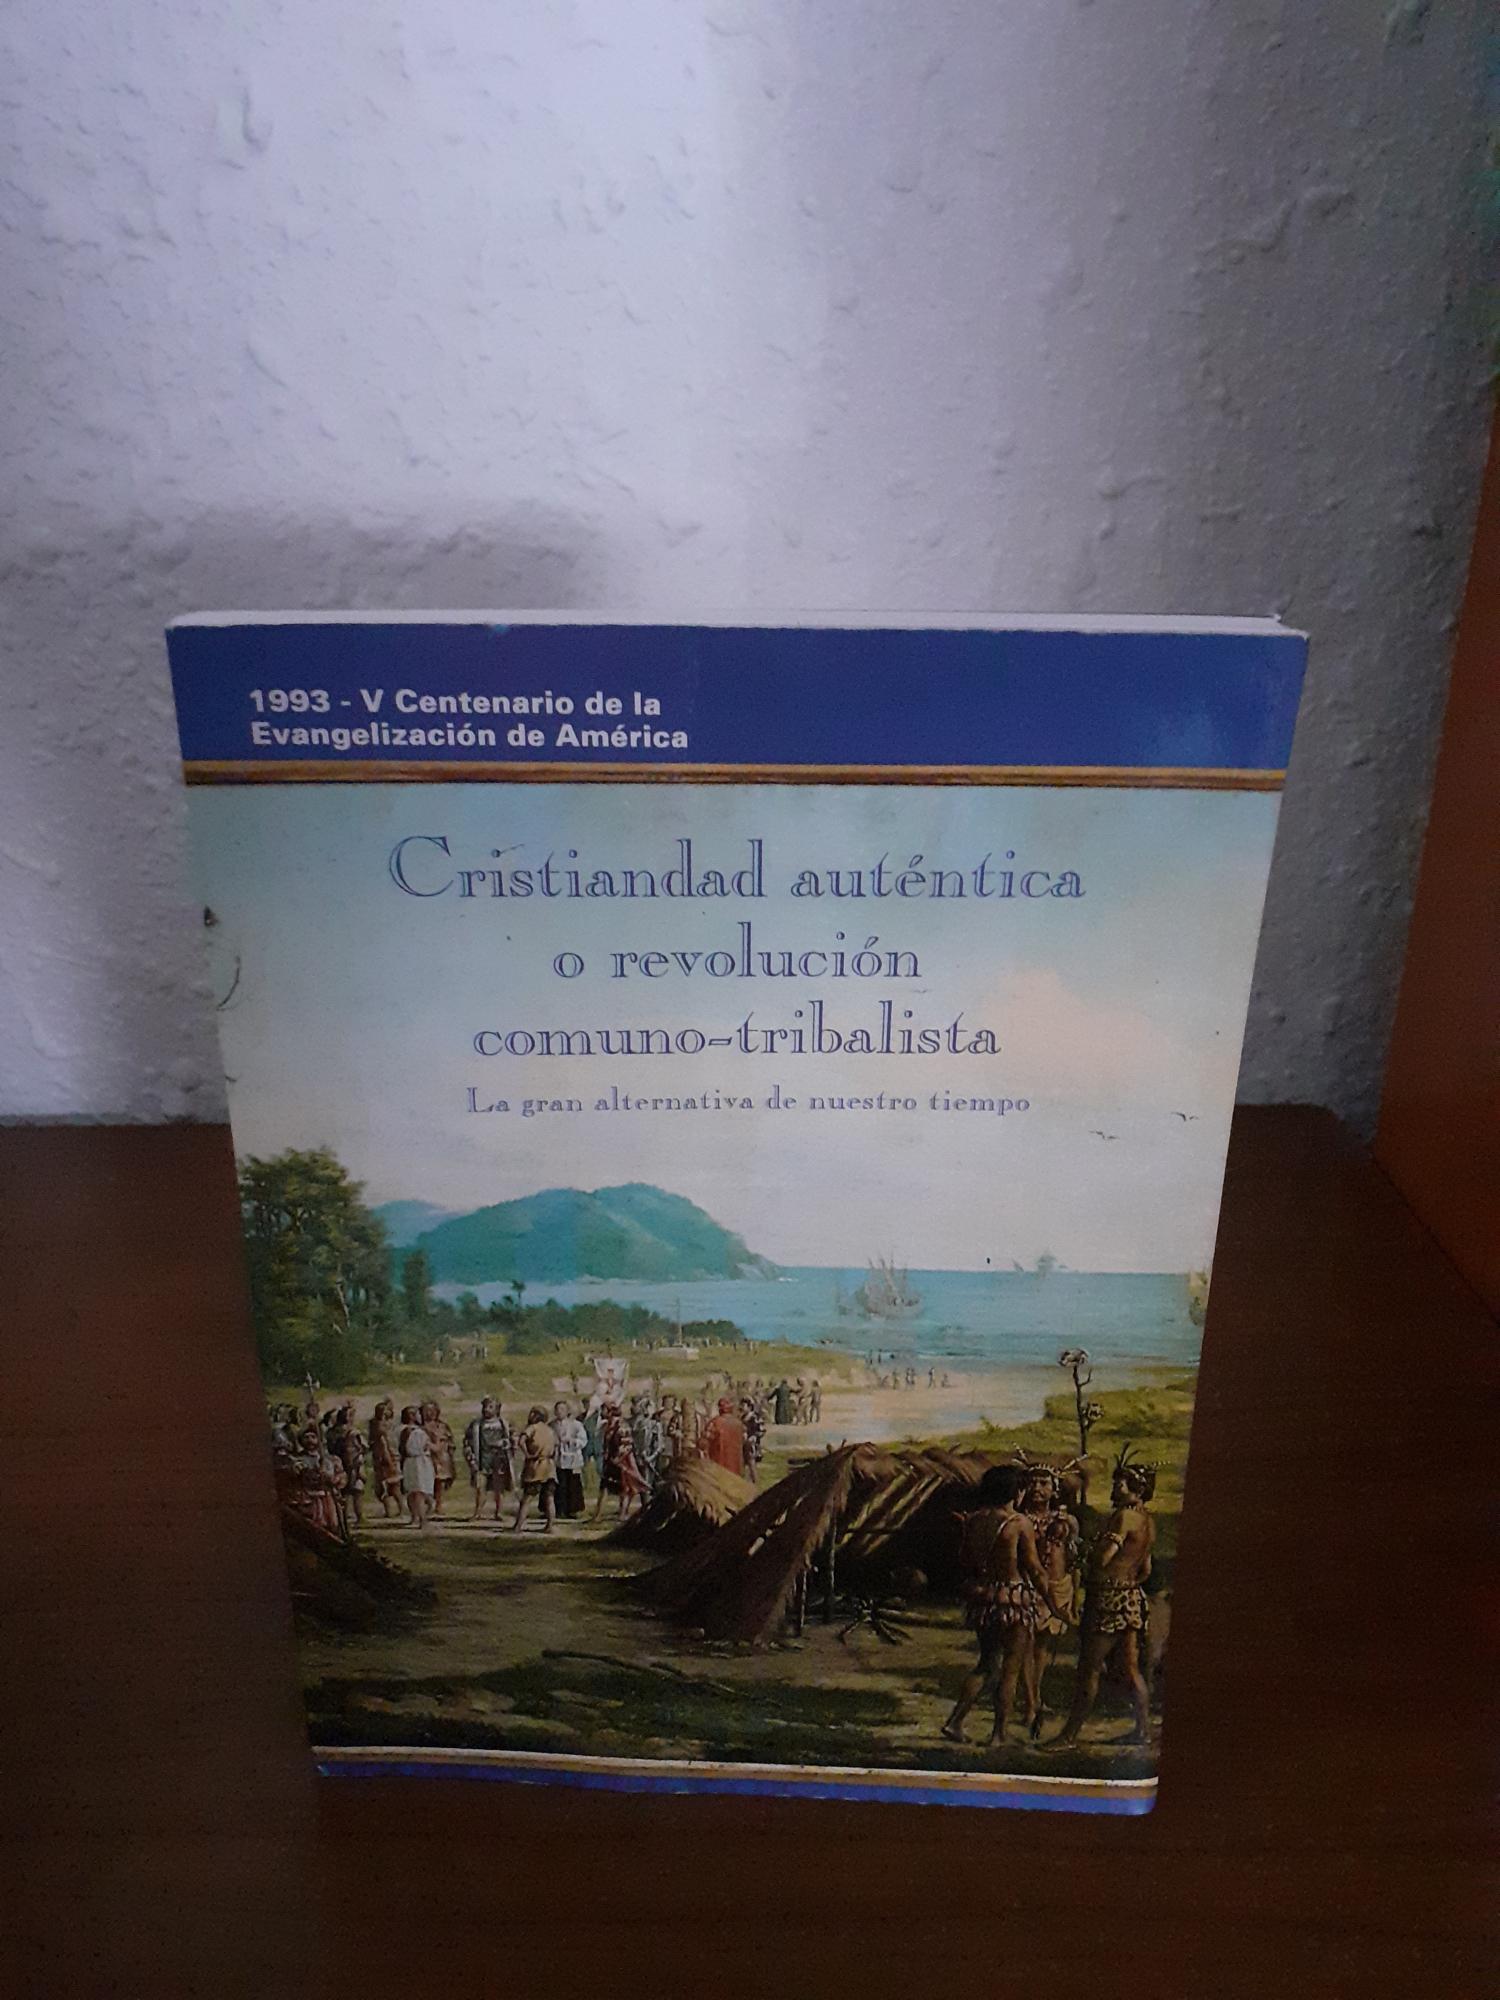 1993 - V Centenario de la
Evangelización de América
Cristiandad auténtica
o revolución
comuno-tribalista
La gran alternativa de nuestro tiempo